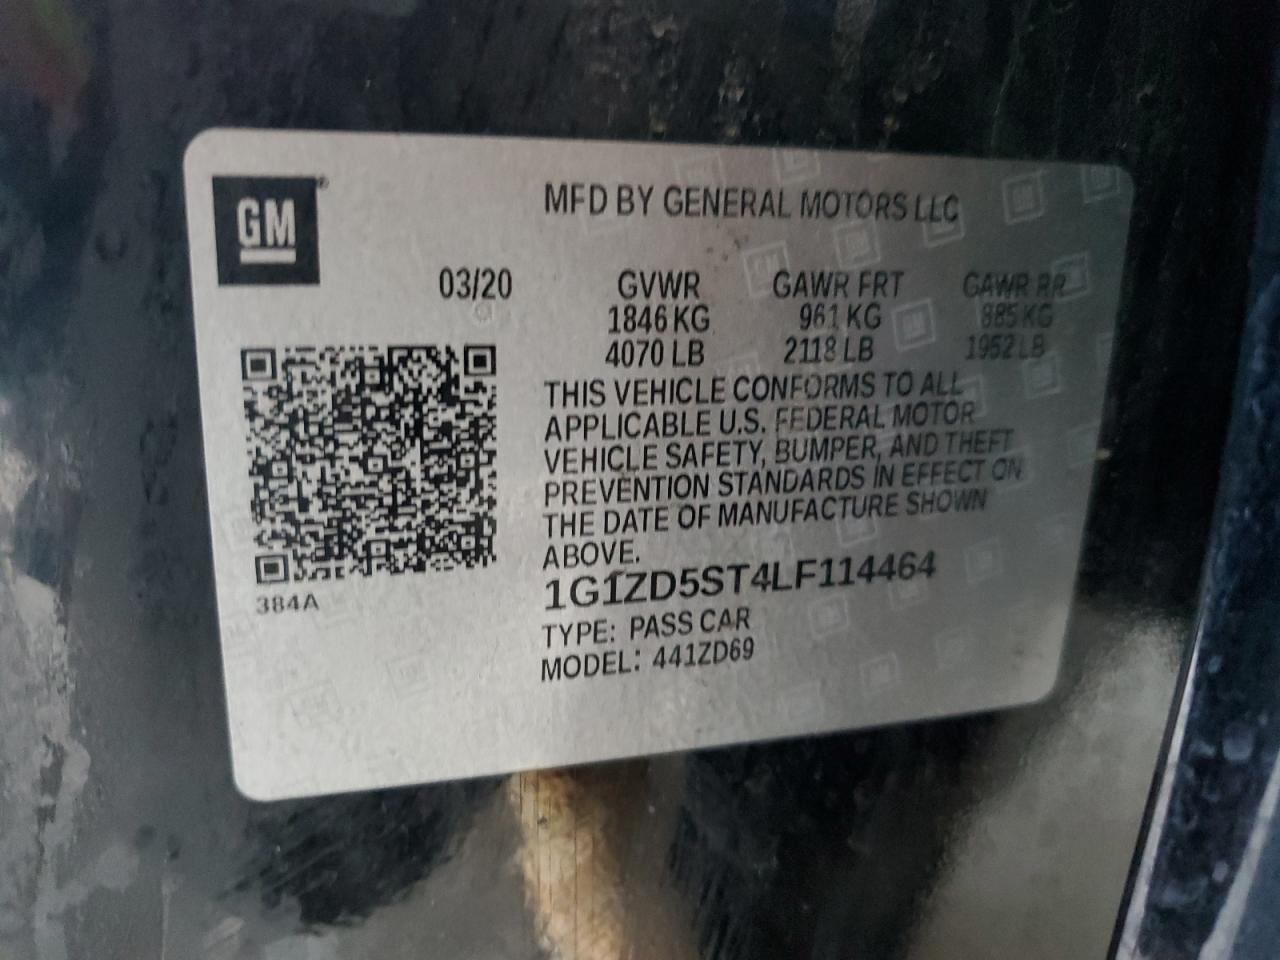 GM
MFD BY GENERAL MOTORS LLC
03/20 GVWR GAWR FRT GAWR RR
1846 KG 961 KG 885 KG
4070 LB 2118 LB 1952 LB
THIS VEHICLE CONFORMS TO ALL
APPLICABLE U.S. FEDERAL MOTOR
VEHICLE SAFETY, BUMPER, AND THEFT
PREVENTION STANDARDS IN EFFECT ON
THE DATE OF MANUFACTURE SHOWN
ABOVE.
1G1ZD5ST4LF114464
384A
TYPE: PASS CAR
MODEL: 441ZD69